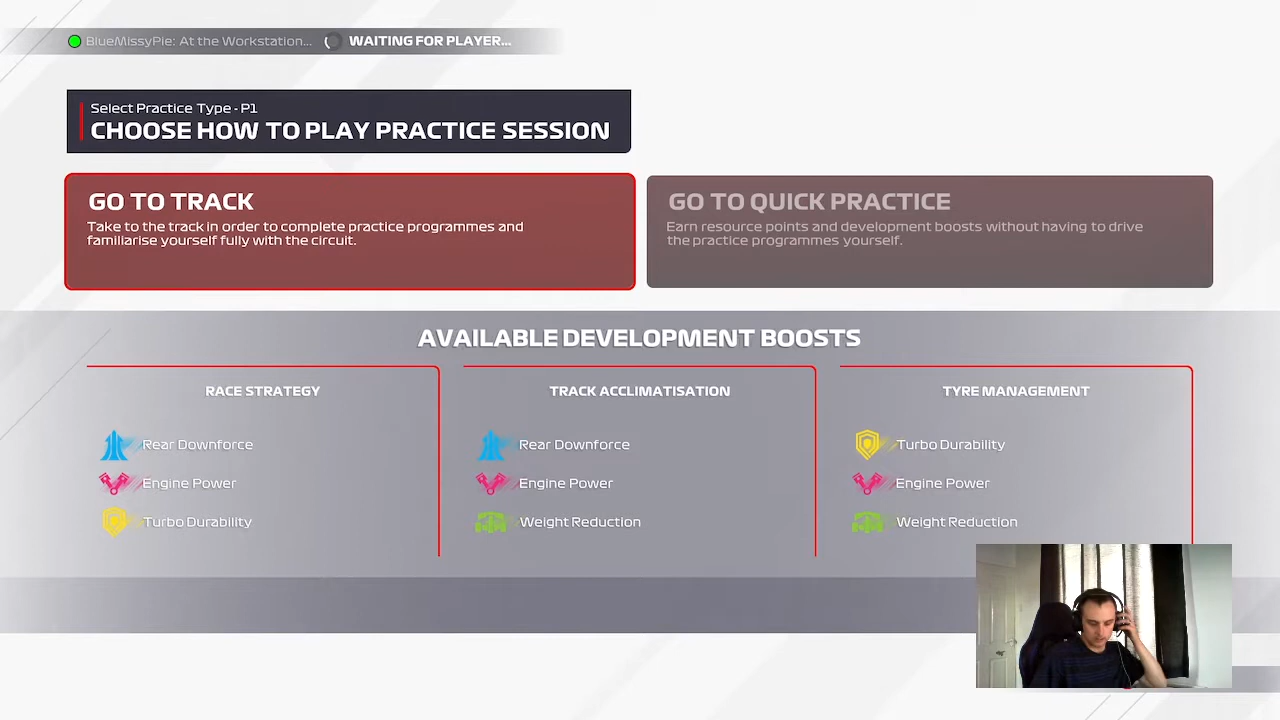 BlueMissyPie: At the Workstation... WAITING FOR PLAYER...
Select Practice Type - P1
CHOOSE HOW TO PLAY PRACTICE SESSION
GO TO TRACK
Take to the track in order to complete practice programmes and
familiarise yourself fully with the circuit.
GO TO QUICK PRACTICE
Earn resource points and development boosts without having to drive
the practice programmes yourself.
AVAILABLE DEVELOPMENT BOOSTS
RACE STRATEGY
Rear Downforce
Engine Power
Turbo Durability
TRACK ACCLIMATISATION
Rear Downforce
Engine Power
Weight Reduction
TYRE MANAGEMENT
Turbo Durability
Engine Power
Weight Reduction